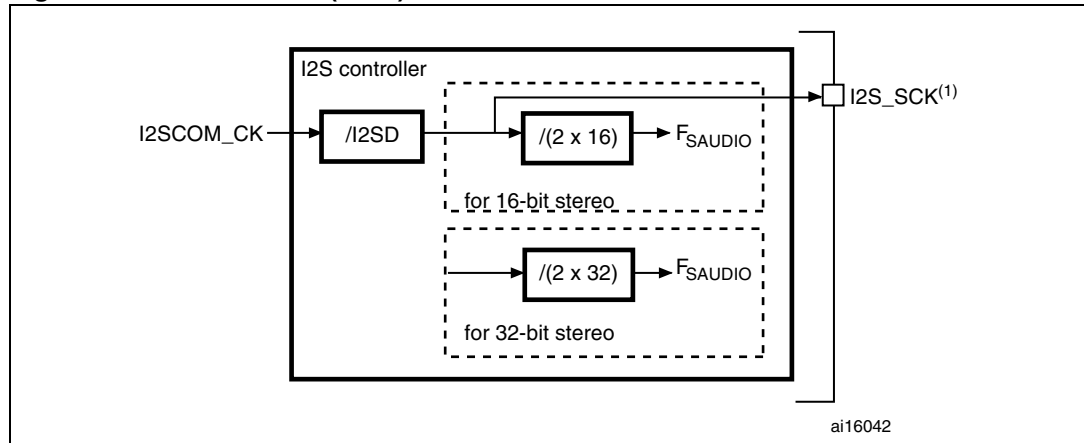 I2S controller
I2SCOM_CK
/I2SD
/(2 x 16)
FSAUDIO
I2S_SCK(1)
for 16-bit stereo
/(2 x 32)
FSAUDIO
for 32-bit stereo
ai16042